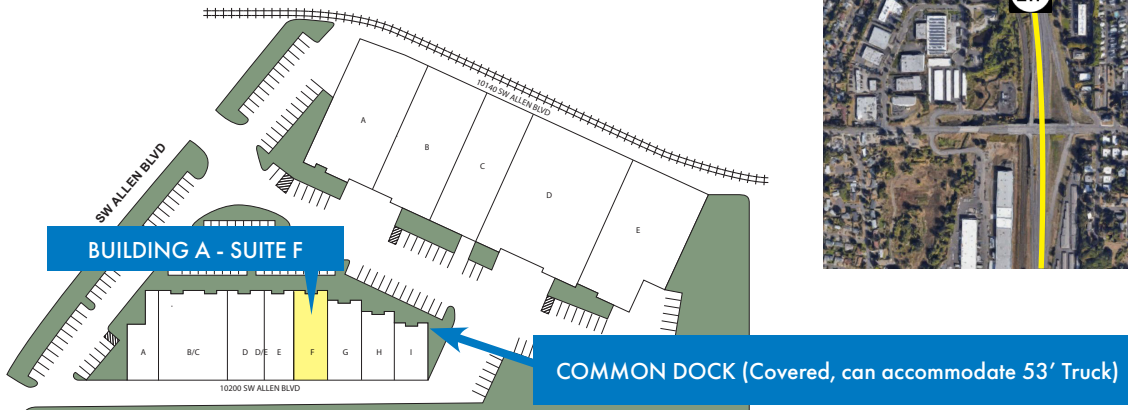 10140 SW ALLEN BLVD
A
B
C
D
E
SW ALLEN BLVD
BUILDING A - SUITE F
A
B/C
D
D/E
E
F
G
H
I
10200 SW ALLEN BLVD
COMMON DOCK (Covered, can accommodate 53’ Truck)